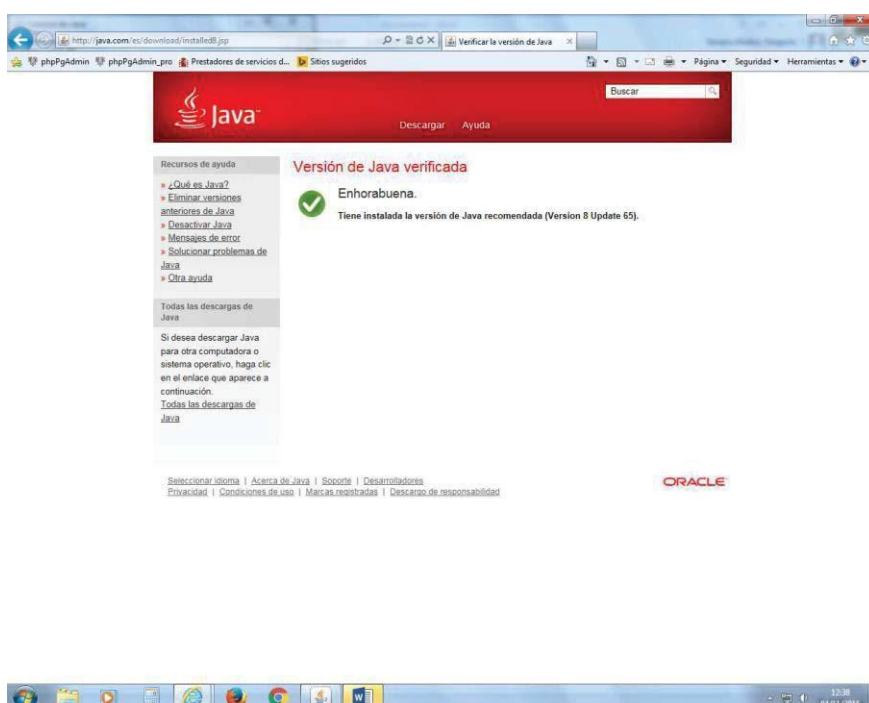 http://java.com/es/download/installed8.jsp
Verificar la versión de Java
phpPgAdmin phpPgAdmin_pro Prestadores de servicios d... Sitios sugeridos
Página Seguridad Herramientas
Buscar
Java
Descargar Ayuda
Recursos de ayuda
» ¿Qué es Java?
» Eliminar versiones
anteriores de Java
» Desactivar Java
» Mensajes de error
» Solucionar problemas de
Java
» Otra ayuda
Todas las descargas de
Java
Si desea descargar Java
para otra computadora o
sistema operativo, haga clic
en el enlace que aparece a
continuación.
Todas las descargas de
Java
Versión de Java verificada
Enhorabuena.
Tiene instalada la versión de Java recomendada (Version 8 Update 65).
Seleccionar idioma | Acerca de Java | Soporte | Desarrolladores
Privacidad | Condiciones de uso | Marcas registradas | Descargo de responsabilidad
ORACLE
12:38